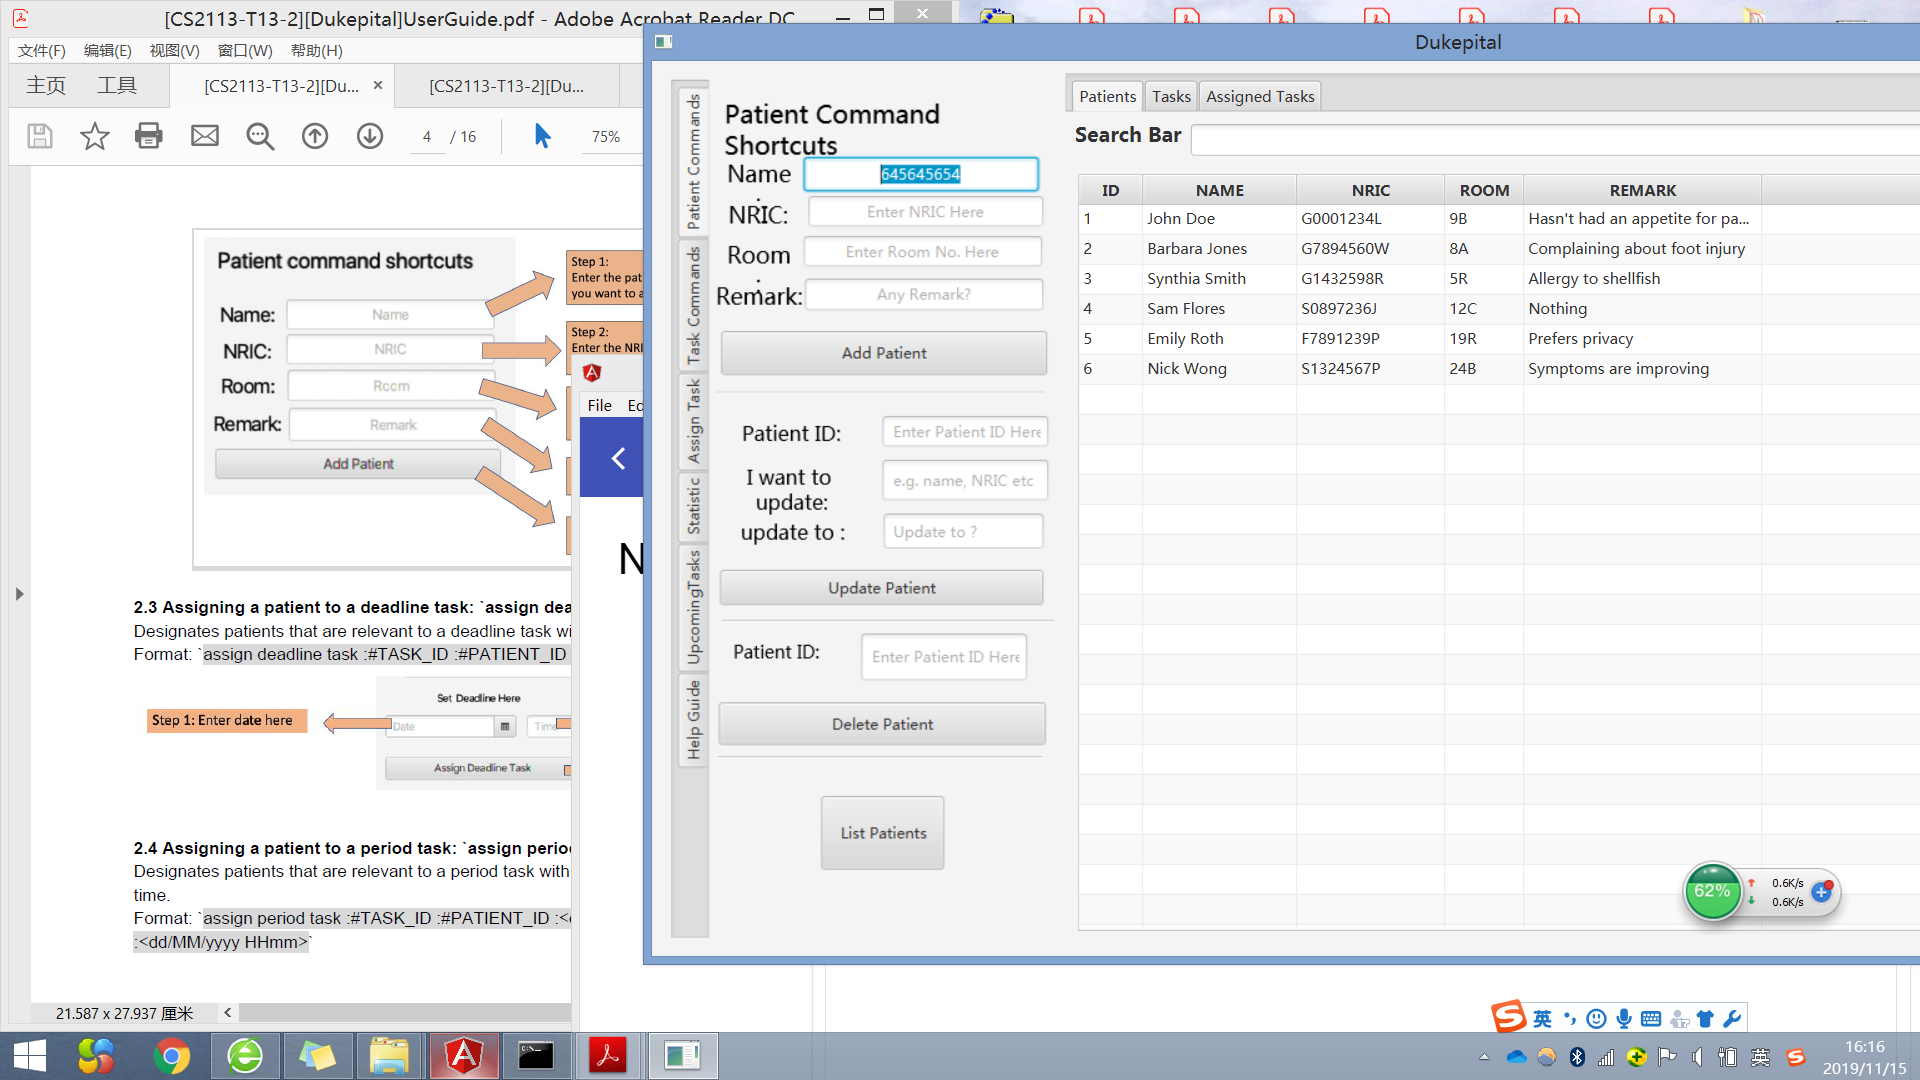 [CS2113-T13-2][Dukepital]UserGuide.pdf - Adobe Acrobat Reader DC
文件(F) 编辑(E) 视图(V) 窗口(W) 帮助(H)
主页 工具 [CS2113-T13-2][Du... × [CS2113-T13-2][Du...
4 / 16 75%
Patient command shortcuts
Name: Name
NRIC: NRIC
Room: Room
Remark: Remark
Add Patient
Step 1:
Enter the pat
you want to a
Step 2:
Enter the NRI
File Ed
N
2.3 Assigning a patient to a deadline task: `assign dea
Designates patients that are relevant to a deadline task wi
Format: `assign deadline task :#TASK_ID :#PATIENT_ID
Set Deadline Here
Step 1: Enter date here
Date Time
Assign Deadline Task
2.4 Assigning a patient to a period task: `assign perio
Designates patients that are relevant to a period task with
time.
Format: `assign period task :#TASK_ID :#PATIENT_ID :<
:<dd/MM/yyyy HHmm>`
21.587 x 27.937 厘米
Dukepital
Patient Commands
Task Commands
Assign Task
Statistic
UpcomingTasks
Help Guide
Patient Command
Shortcuts
Name : 645645654
NRIC: Enter NRIC Here
Room : Enter Room No. Here
Remark: Any Remark?
Add Patient
Patient ID: Enter Patient ID Here
I want to
update: e.g. name, NRIC etc
update to : Update to ?
Update Patient
Patient ID: Enter Patient ID Here
Delete Patient
List Patients
Patients Tasks Assigned Tasks
Search Bar
ID NAME NRIC ROOM REMARK
1 John Doe G0001234L 9B Hasn't had an appetite for pa...
2 Barbara Jones G7894560W 8A Complaining about foot injury
3 Synthia Smith G1432598R 5R Allergy to shellfish
4 Sam Flores S0897236J 12C Nothing
5 Emily Roth F7891239P 19R Prefers privacy
6 Nick Wong S1324567P 24B Symptoms are improving
62% 0.6K/s
0.6K/s
英
英
16:16
2019/11/15